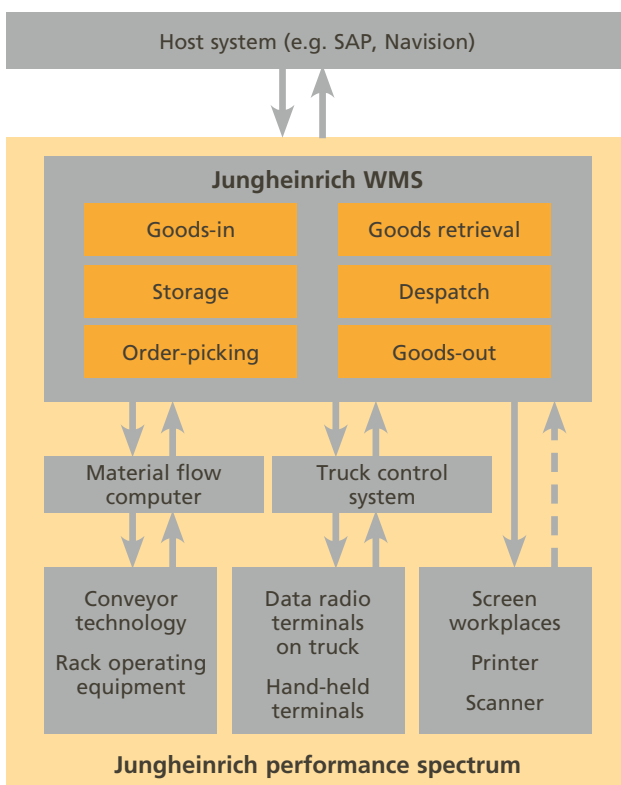 Host system (e.g. SAP, Navision)
Jungheinrich WMS
Goods-in
Goods retrieval
Storage
Despatch
Order-picking
Goods-out
Material flow
computer
Truck control
system
Conveyor
technology
Rack operating
equipment
Data radio
terminals
on truck
Hand-held
terminals
Screen
workplaces
Printer
Scanner
Jungheinrich performance spectrum